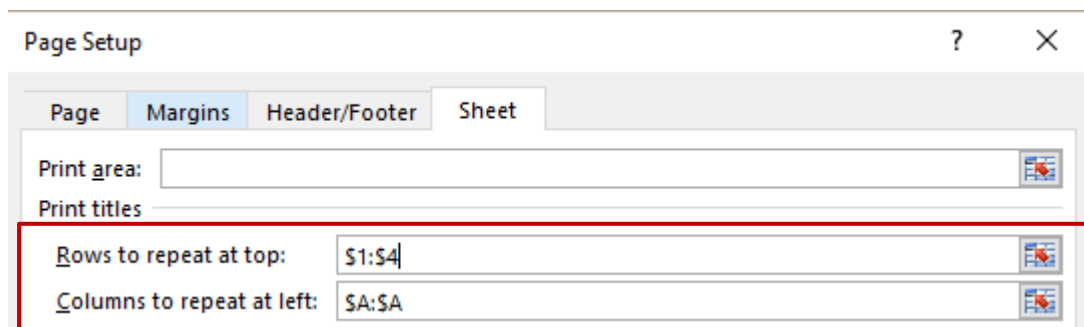 Page Setup ? ×
Page Margins Header/Footer Sheet
Print area:
Print titles
Rows to repeat at top: $1:$4
Columns to repeat at left: $A:$A